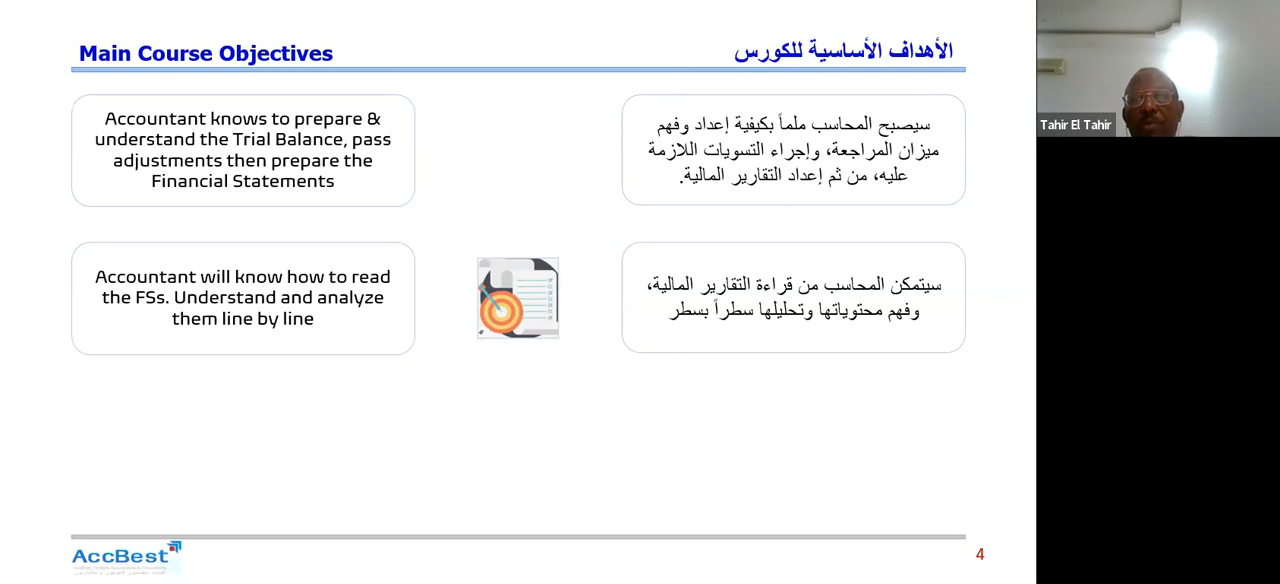 Main Course Objectives
الأهداف الأساسية للكورس
Accountant knows to prepare &
understand the Trial Balance, pass
adjustments then prepare the
Financial Statements
سيصبح المحاسب ملماً بكيفية إعداد وفهم
ميزان المراجعة، وإجراء التسويات اللازمة
عليه، من ثم إعداد التقارير المالية.
Accountant will know how to read
the FSs. Understand and analyze
them line by line
سيتمكن المحاسب من قراءة التقارير المالية،
وفهم محتوياتها وتحليلها سطراً بسطر
AccBest
4
Tahir El Tahir